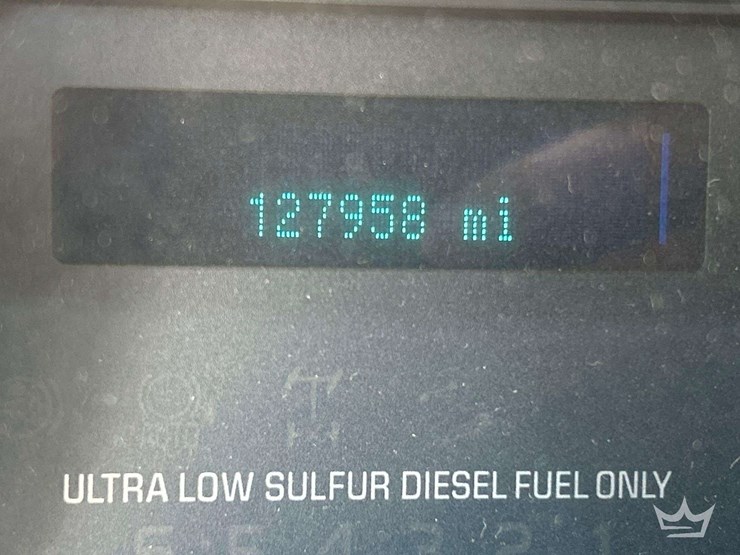 127958 mi
ULTRA LOW SULFUR DIESEL FUEL ONLY